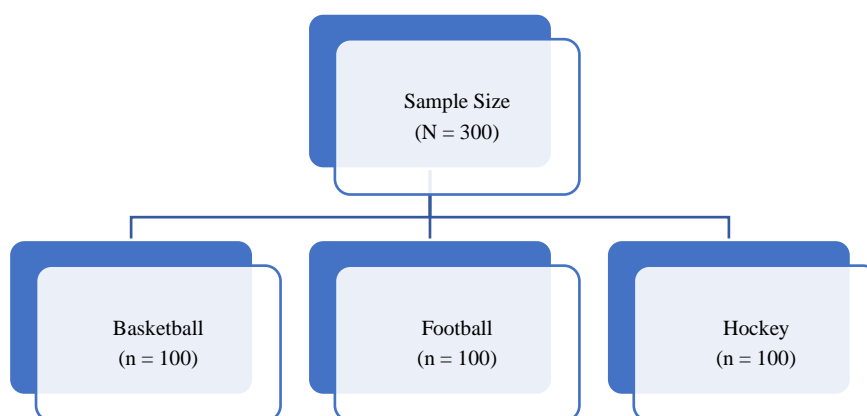 Sample Size
(N = 300)
Basketball
(n = 100)
Football
(n = 100)
Hockey
(n = 100)